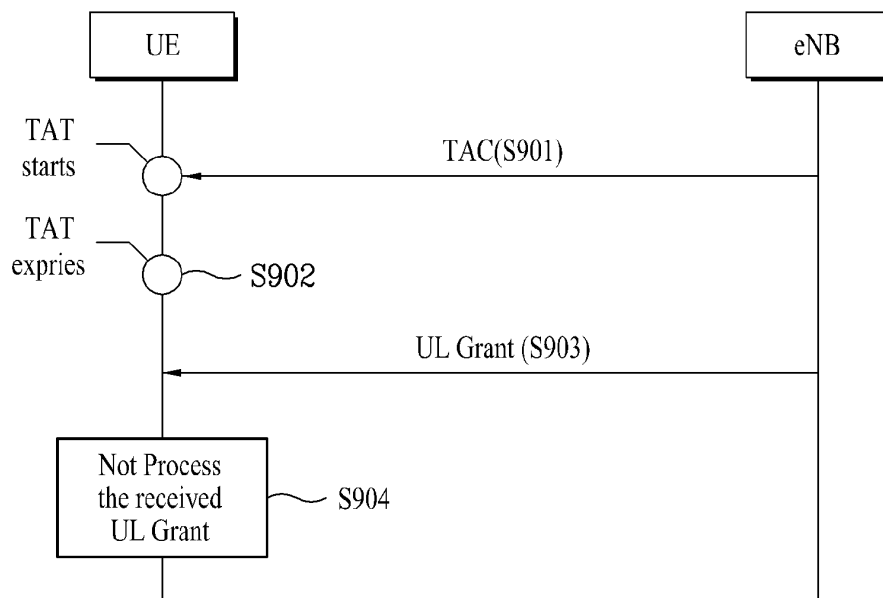 UE
eNB
TAT
starts
TAC(S901)
TAT
expries
S902
UL Grant (S903)
Not Process
the received
UL Grant
S904